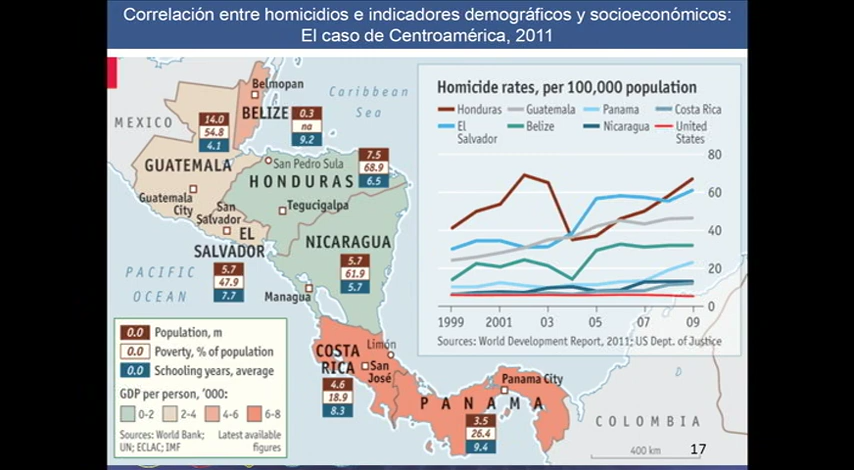 Correlación entre homicidios e indicadores demográficos y socioeconómicos:
El caso de Centroamérica, 2011
Belmopan
Caribbean
Sea
MEXICO
14.0
54.8
4.1
BELIZE
0.3
na
9.2
GUATEMALA
San Pedro Sula
7.5
68.9
6.5
HONDURAS
Guatemala
City
Tegucigalpa
San
Salvador
EL
SALVADOR
NICARAGUA
PACIFIC
OCEAN
5.7
47.9
7.7
5.7
61.9
5.7
Managua
COSTA
RICA
Limón
San
José
4.6
18.9
8.3
Panama City
PANAMA
3.5
26.4
9.4
COLOMBIA
400 km
17
0.0 Population, m
0.0 Poverty, % of population
0.0 Schooling years, average
GDP per person, '000:
0-2 2-4 4-6 6-8
Sources: World Bank; Latest available
UN; ECLAC; IMF figures
Homicide rates, per 100,000 population
Honduras Guatemala Panama Costa Rica
El Salvador Belize Nicaragua United States
80
60
40
20
0
1999 2001 03 05 07 09
Sources: World Development Report, 2011; US Dept. of Justice